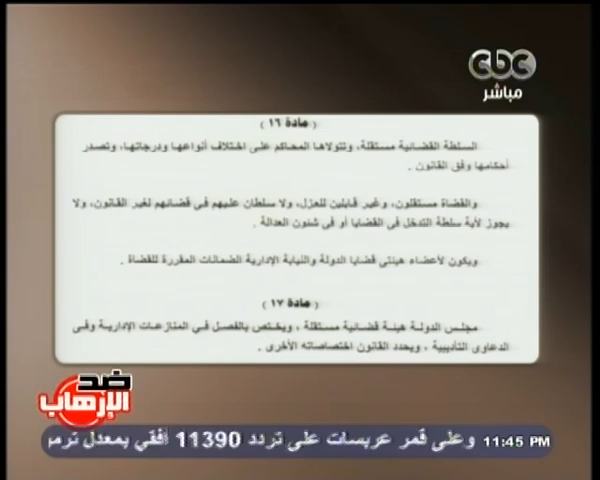 cbc
مباشر
( مادة ١٦ )
السلطة القضائية مستقلة، وتتولاها المحاكم على اختلاف أنواعها ودرجاتها، وتصدر
أحكامها وفق القانون .
والقضاة مستقلون، وغير قابلين للعزل، ولا سلطان عليهم فى قضائهم لغير القانون، ولا
يجوز لأية سلطة التدخل فى القضايا أو فى شئون العدالة .
ويكون لأعضاء هيئتى قضايا الدولة والنيابة الإدارية الضمانات المقررة للقضاة .
( مادة ١٧ )
مجلس الدولة هيئة قضائية مستقلة ، ويختص بالفصل في المنازعات الإدارية وفى
الدعاوى التأديبية ، ويحدد القانون اختصاصاته الأخرى .
ضد
الإرهاب
وعلى قمر عربسات على تردد 11390 أفقي بمعدل ترمي
11:45 PM